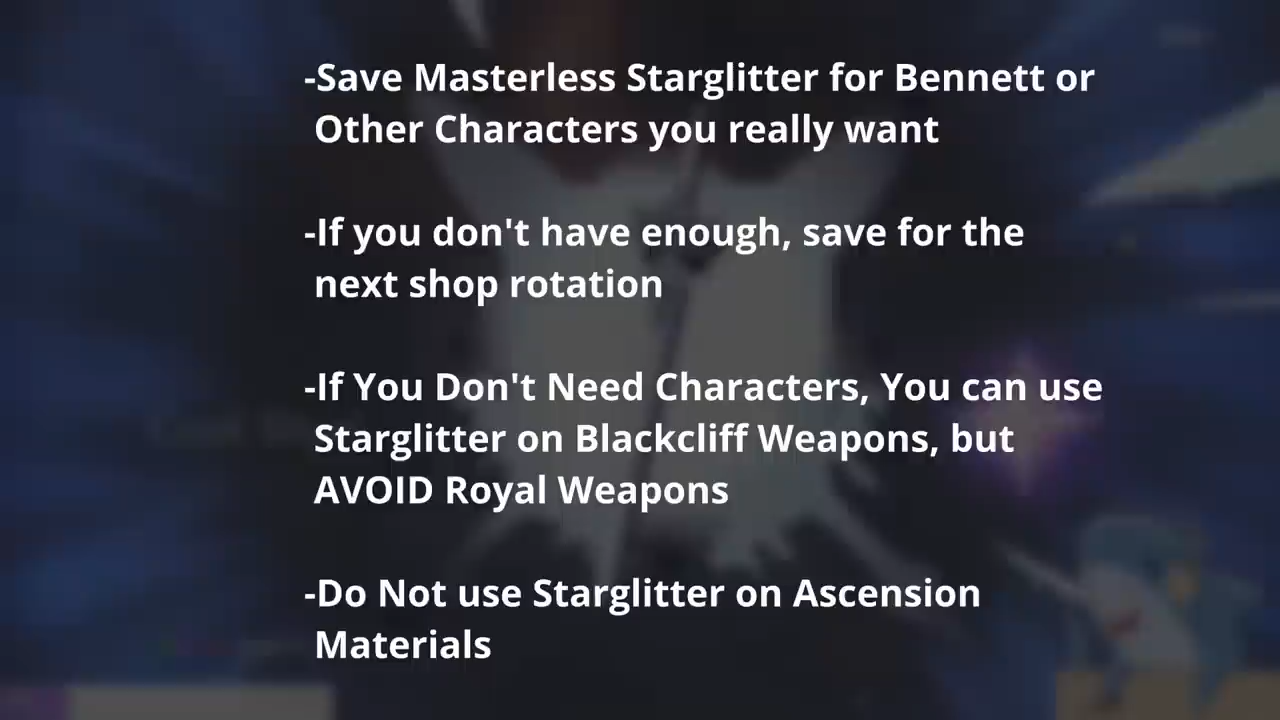 -Save Masterless Starglitter for Bennett or
Other Characters you really want
-If you don't have enough, save for the
next shop rotation
-If You Don't Need Characters, You can use
Starglitter on Blackcliff Weapons, but
AVOID Royal Weapons
-Do Not use Starglitter on Ascension
Materials